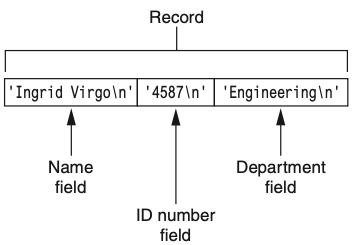 Record
'Ingrid Virgo\n' '4587\n' 'Engineering\n'
Name
field
ID number
field
Department
field